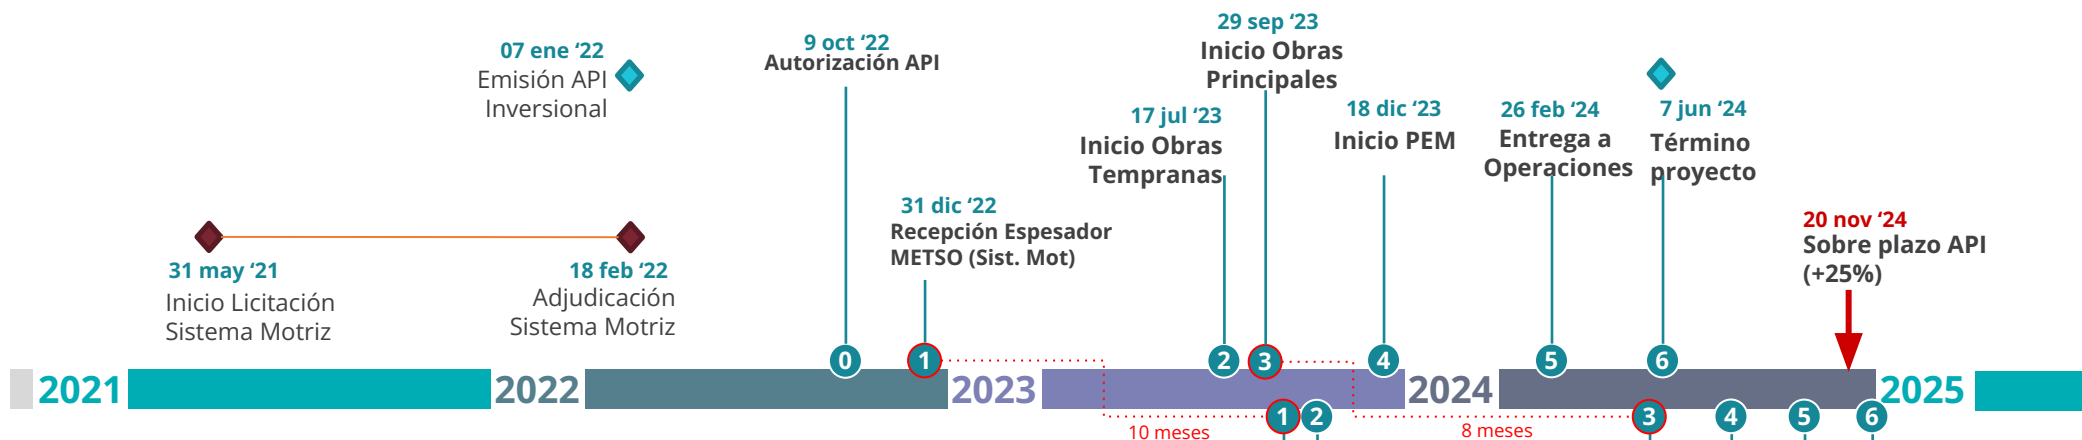 07 ene ‘22
Emisión API
Inversional
9 oct ‘22
Autorización API
29 sep ‘23
Inicio Obras
Principales
17 jul ‘23
Inicio Obras
Tempranas
18 dic ‘23
Inicio PEM
26 feb ‘24
Entrega a
Operaciones
7 jun ‘24
Término
proyecto
31 dic ‘22
Recepción Espesador
METSO (Sist. Mot)
20 nov ‘24
Sobre plazo API
(+25%)
31 may ‘21
Inicio Licitación
Sistema Motriz
18 feb ‘22
Adjudicación
Sistema Motriz
0
1
2
3
4
5
6
2021
2022
2023
2024
2025
1
2
3
4
5
6
10 meses
8 meses